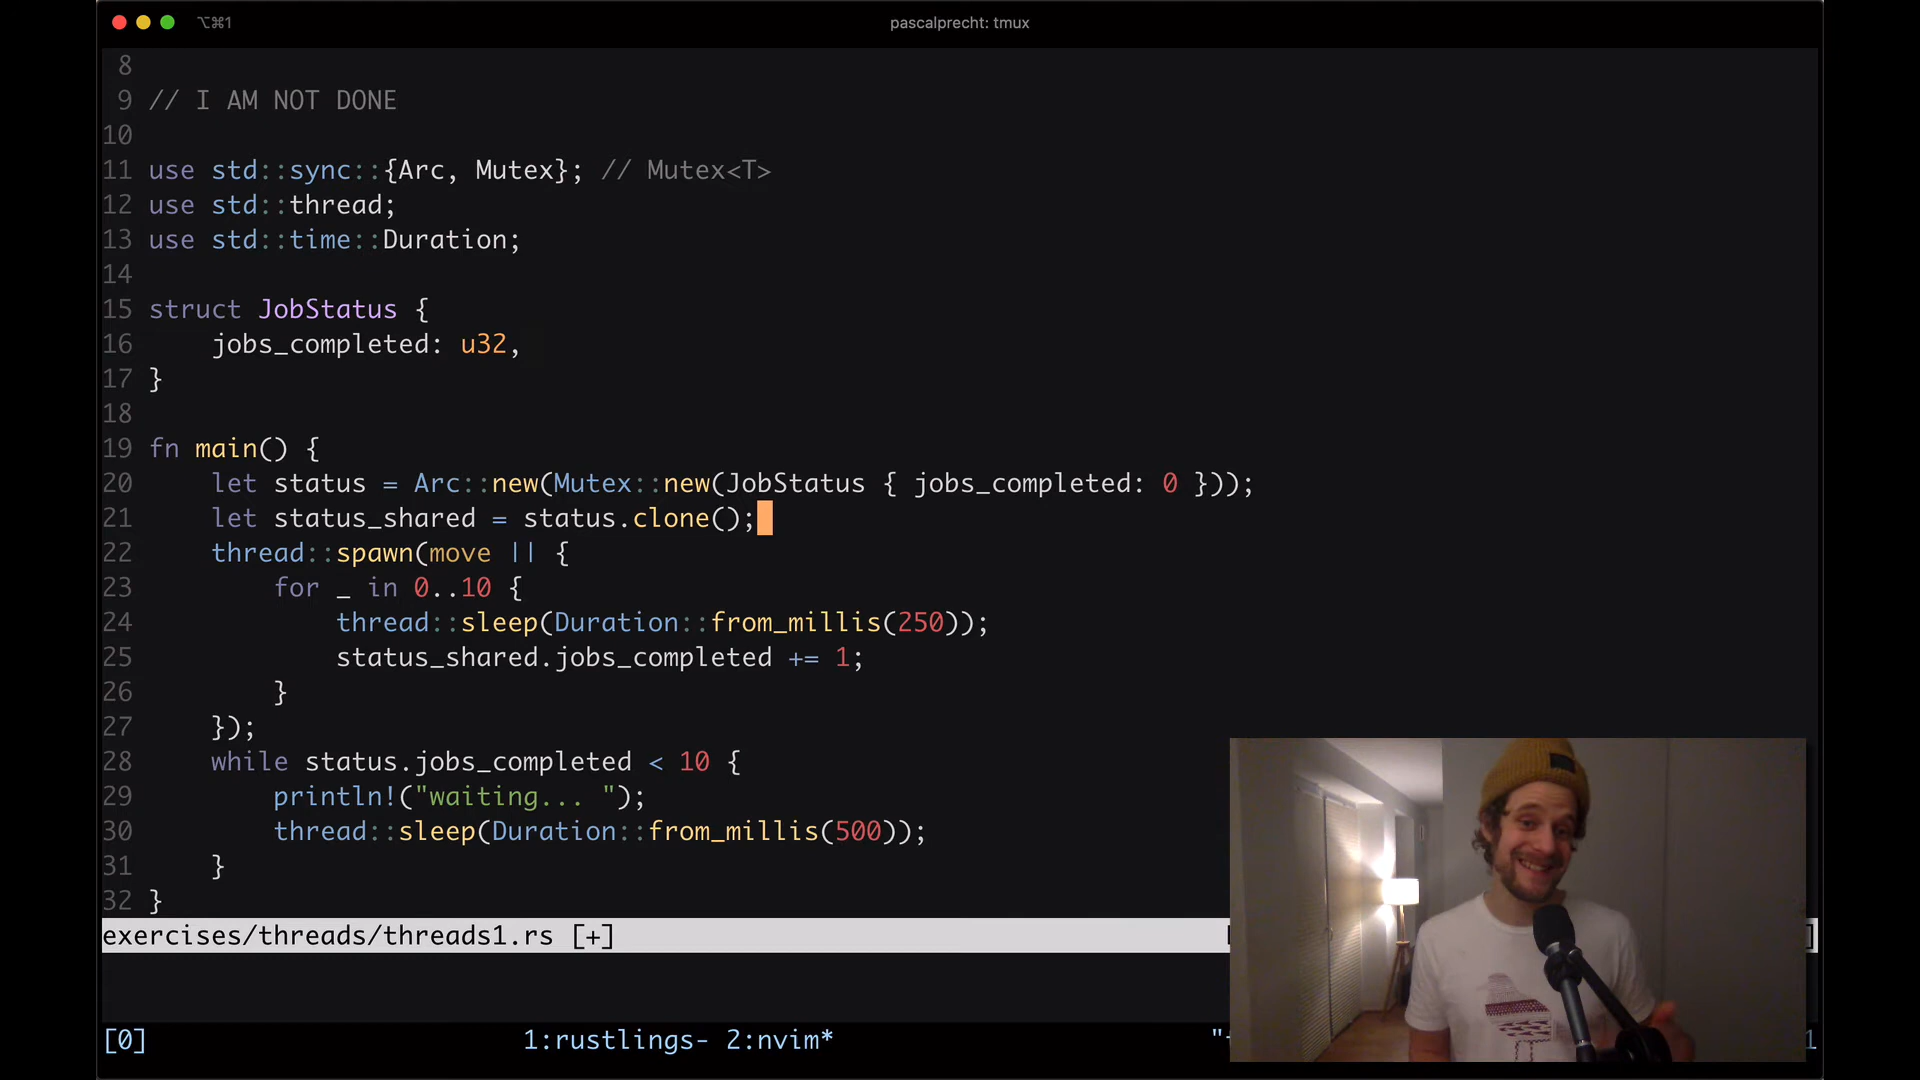 ⌥⌘1
pascalprecht: tmux
8
9 // I AM NOT DONE
10
11 use std::sync::{Arc, Mutex}; // Mutex<T>
12 use std::thread;
13 use std::time::Duration;
14
15 struct JobStatus {
16     jobs_completed: u32,
17 }
18
19 fn main() {
20     let status = Arc::new(Mutex::new(JobStatus { jobs_completed: 0 }));
21     let status_shared = status.clone();
22     thread::spawn(move || {
23         for _ in 0..10 {
24             thread::sleep(Duration::from_millis(250));
25             status_shared.jobs_completed += 1;
26         }
27     });
28     while status.jobs_completed < 10 {
29         println!("waiting... ");
30         thread::sleep(Duration::from_millis(500));
31     }
32 }
exercises/threads/threads1.rs [+]
[0] 1:rustlings- 2:nvim*